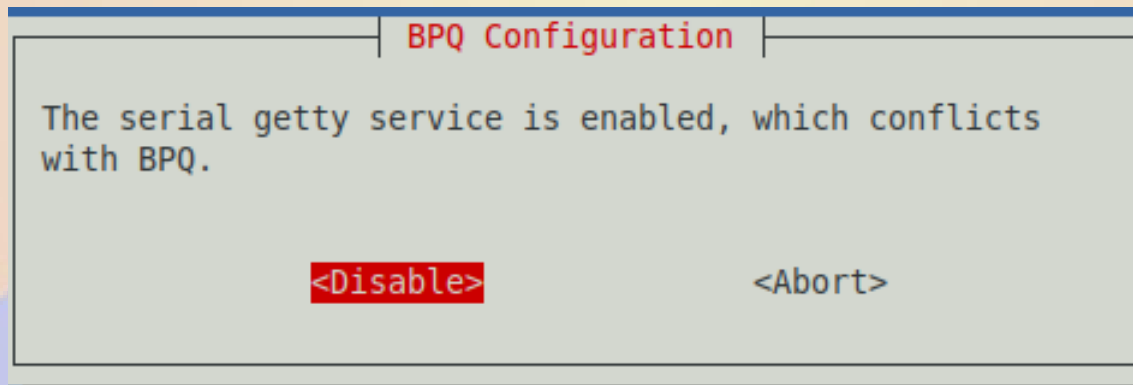 BPQ Configuration
The serial getty service is enabled, which conflicts
with BPQ.
<Disable> <Abort>